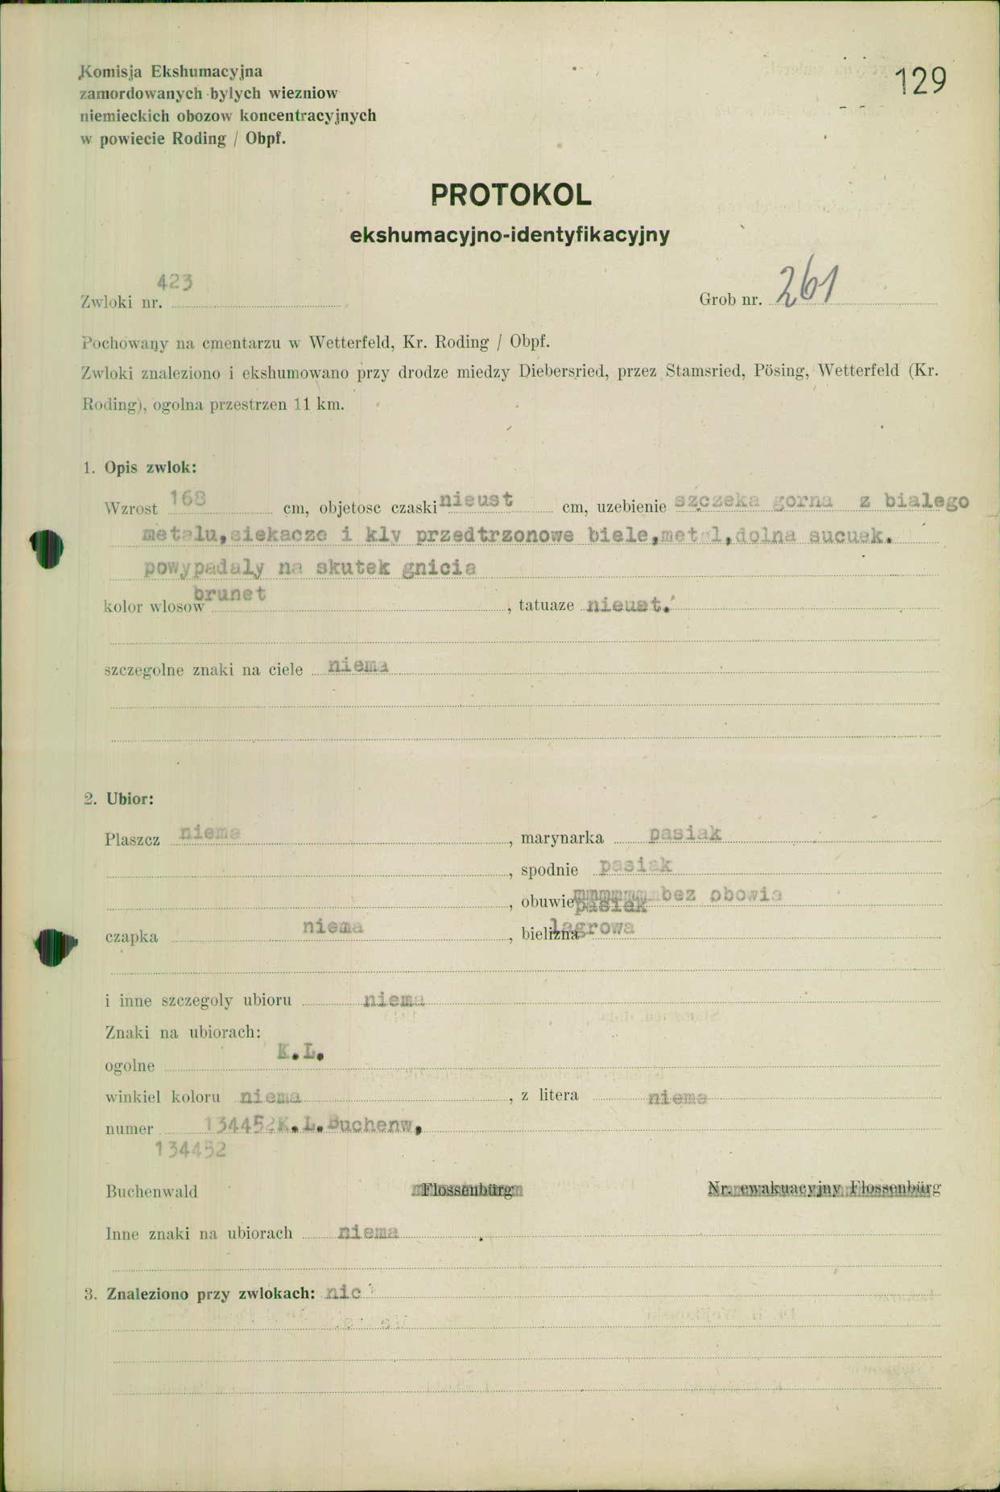 Komisja Ekshumacyjna
zamordowanych bylych wiezniow
niemieckich obozow koncentracyjnych
w powiecie Roding / Obpf.
129
PROTOKOL
ekshumacyjno-identyfikacyjny
423
Zwloki nr.
Grob nr. 261
Pochowany na cmentarzu w Wetterfeld, Kr. Roding / Obpf.
Zwloki znaleziono i ekshumowano przy drodze miedzy Diebersried, przez Stamsried, Pösing, Wetterfeld (Kr.
Roding), ogolna przestrzen 11 km.
1. Opis zwlok:
Wzrost 168 cm, objetosc czaski nieust cm, uzebienie szczeka gorna z bialego
metalu, siekacze i kly przedtrzonowe biele, metal, dolna
powypadaly na skutek gnicia
kolor wlosow brunet, tatuaze nieust.
szczegolne znaki na ciele niema
2. Ubior:
Plaszcz niema, marynarka pasiak
, spodnie pasiak
, obuwie pasiak bez obowia
czapka niema, bielizna lagrowa
i inne szczegoly ubioru niema
Znaki na ubiorach:
ogolne K.L.
winkiel koloru niema, z litera niema
numer 134452 K.L. Buchenw,
134452
Buchenwald Flossenbürg Nr. ewakuacyjny Flossenbürg
Inne znaki na ubiorach niema
3. Znaleziono przy zwlokach: nic